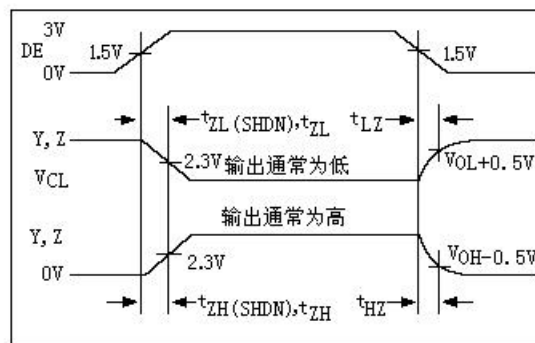 3V
DE
1.5V
1.5V
0V
tZL(SHDN),tZL
tLZ
Y,Z
2.3V
输出通常为低
VOL+0.5V
VCL
输出通常为高
Y,Z
2.3V
VOH-0.5V
0V
tZH(SHDN),tZH
tHZ